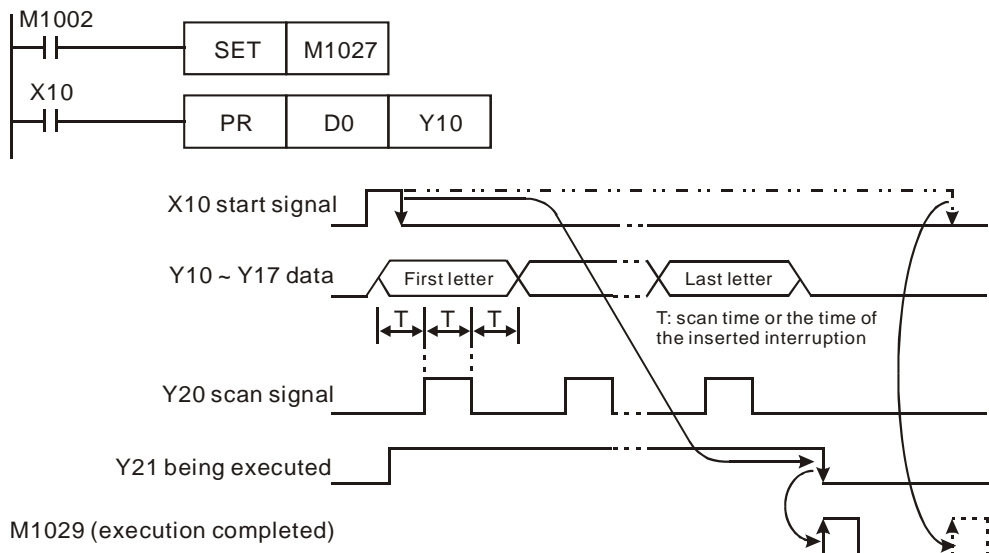 M1002
SET M1027
X10
PR D0 Y10
X10 start signal
Y10 ~ Y17 data
First letter
Last letter
T T T
T: scan time or the time of
the inserted interruption
Y20 scan signal
Y21 being executed
M1029 (execution completed)